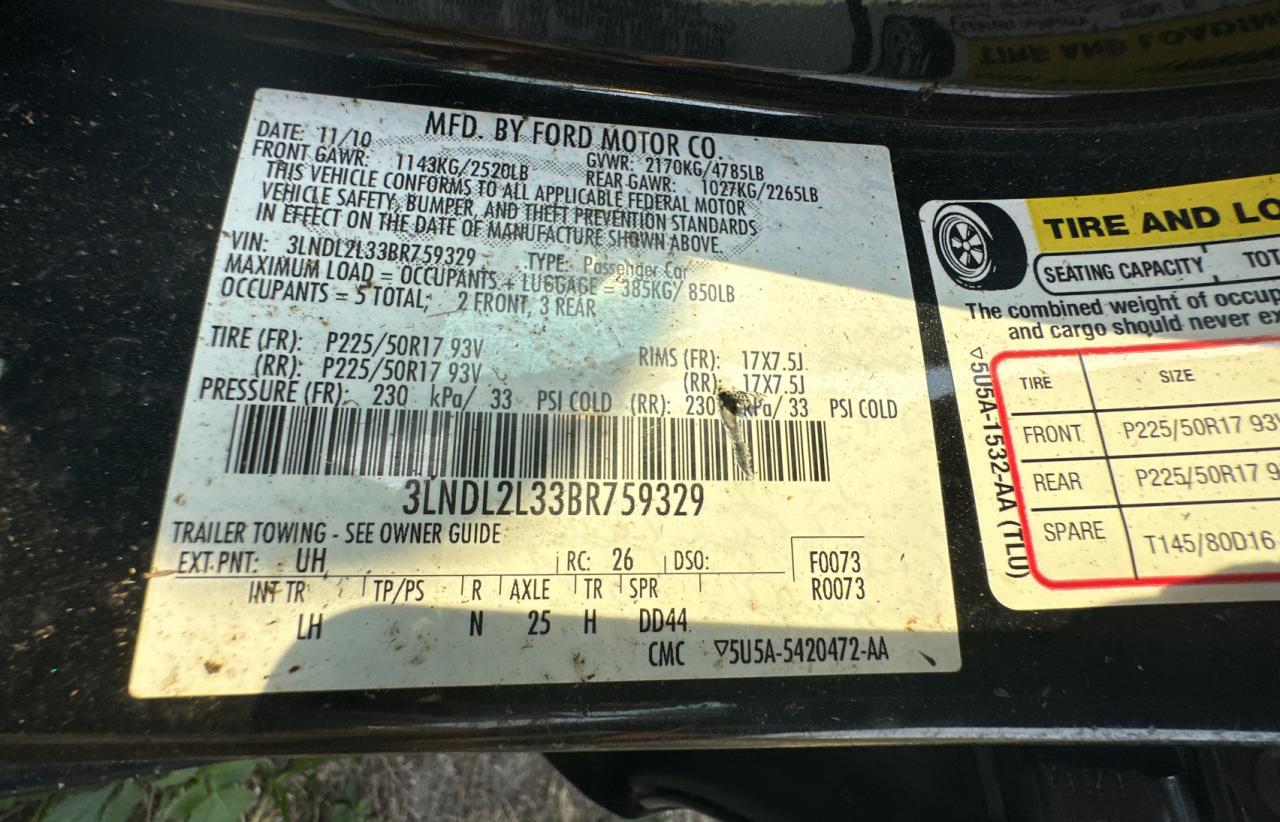 MFD. BY FORD MOTOR CO.
DATE: 11/10
GVWR: 2170KG/4785LB
FRONT GAWR: 1143KG/2520LB
REAR GAWR: 1027KG/2265LB
THIS VEHICLE CONFORMS TO ALL APPLICABLE FEDERAL MOTOR
VEHICLE SAFETY, BUMPER, AND THEFT PREVENTION STANDARDS
IN EFFECT ON THE DATE OF MANUFACTURE SHOWN ABOVE.
VIN: 3LNDL2L33BR759329 TYPE: Passenger Car
MAXIMUM LOAD = OCCUPANTS + LUGGAGE = 385KG/ 850LB
OCCUPANTS = 5 TOTAL; 2 FRONT, 3 REAR
TIRE (FR): P225/50R17 93V RIMS (FR): 17X7.5J
(RR): P225/50R17 93V (RR): 17X7.5J
PRESSURE (FR): 230 kPa/ 33 PSI COLD (RR): 230 kPa/ 33 PSI COLD
3LNDL2L33BR759329
TRAILER TOWING - SEE OWNER GUIDE
EXT PNT: UH RC: 26 DSO: F0073
R0073
INT TR TP/PS R AXLE TR SPR
LH N 25 H DD44
CMC ▽5U5A-5420472-AA
TIRE AND LO
SEATING CAPACITY TOT
The combined weight of occup
and cargo should never ex
▽5U5A-1532-AA (TLU)
TIRE SIZE
FRONT P225/50R17 93V
REAR P225/50R17 9
SPARE T145/80D16
TIRE AND LOADIN